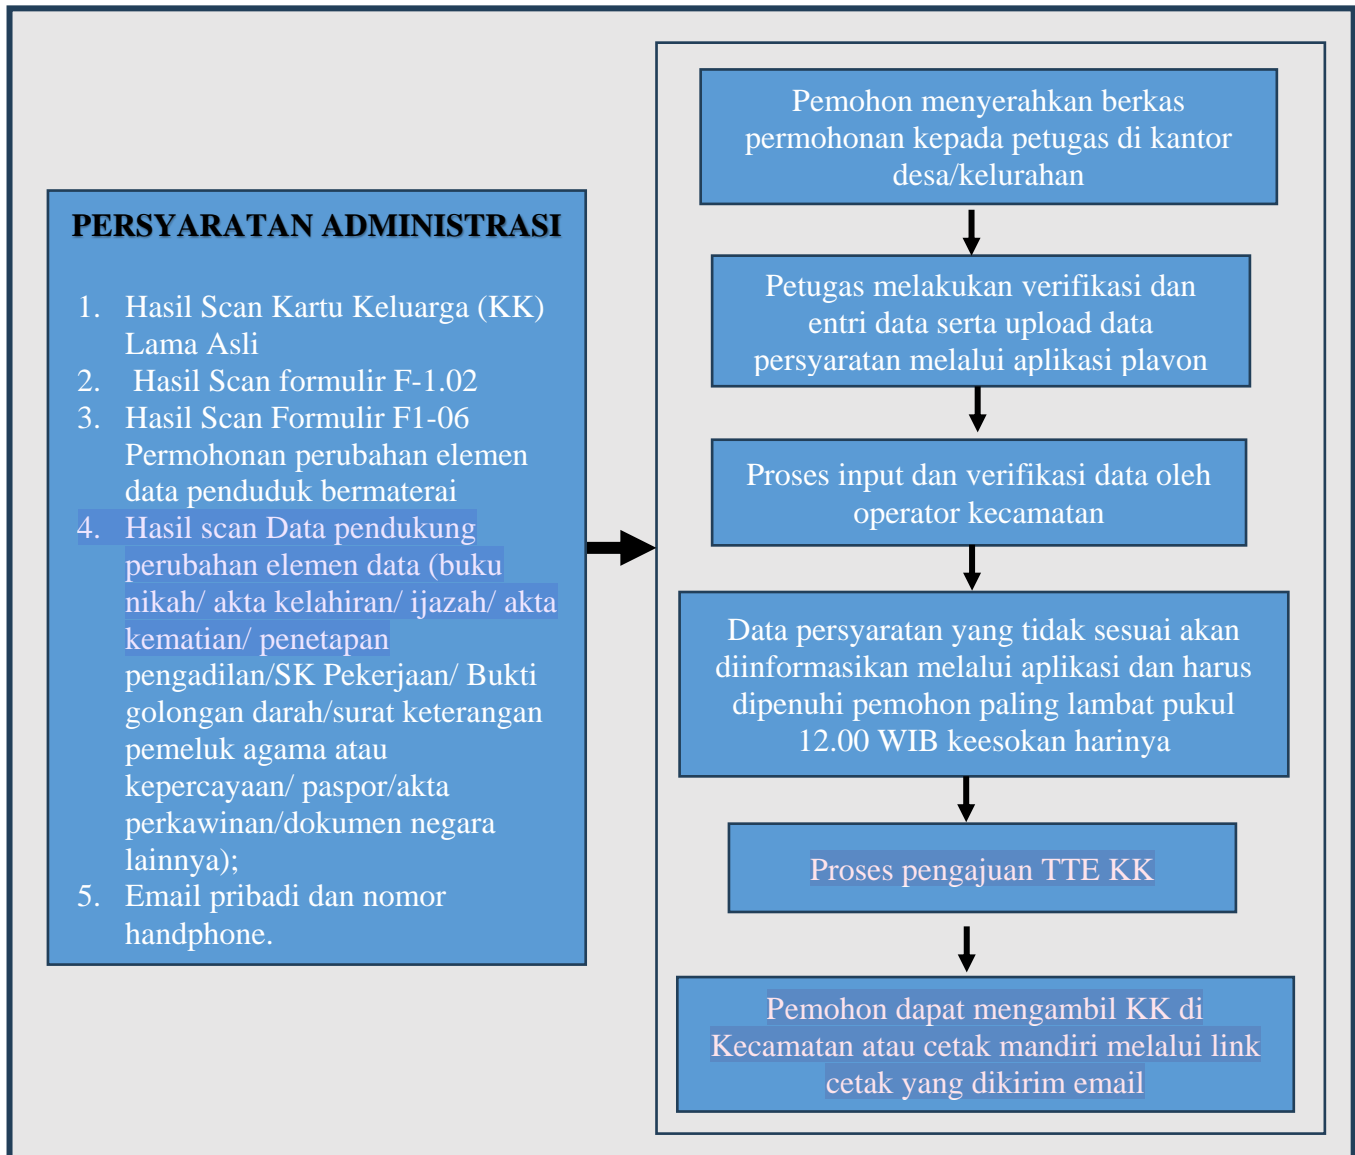 PERSYARATAN ADMINISTRASI
1. Hasil Scan Kartu Keluarga (KK)
Lama Asli
2. Hasil Scan formulir F-1.02
3. Hasil Scan Formulir F1-06
Permohonan perubahan elemen
data penduduk bermaterai
4. Hasil scan Data pendukung
perubahan elemen data (buku
nikah/ akta kelahiran/ ijazah/ akta
kematian/ penetapan
pengadilan/SK Pekerjaan/ Bukti
golongan darah/surat keterangan
pemeluk agama atau
kepercayaan/ paspor/akta
perkawinan/dokumen negara
lainnya);
5. Email pribadi dan nomor
handphone.
Pemohon menyerahkan berkas
permohonan kepada petugas di kantor
desa/kelurahan
Petugas melakukan verifikasi dan
entri data serta upload data
persyaratan melalui aplikasi plavon
Proses input dan verifikasi data oleh
operator kecamatan
Data persyaratan yang tidak sesuai akan
diinformasikan melalui aplikasi dan harus
dipenuhi pemohon paling lambat pukul
12.00 WIB keesokan harinya
Proses pengajuan TTE KK
Pemohon dapat mengambil KK di
Kecamatan atau cetak mandiri melalui link
cetak yang dikirim email